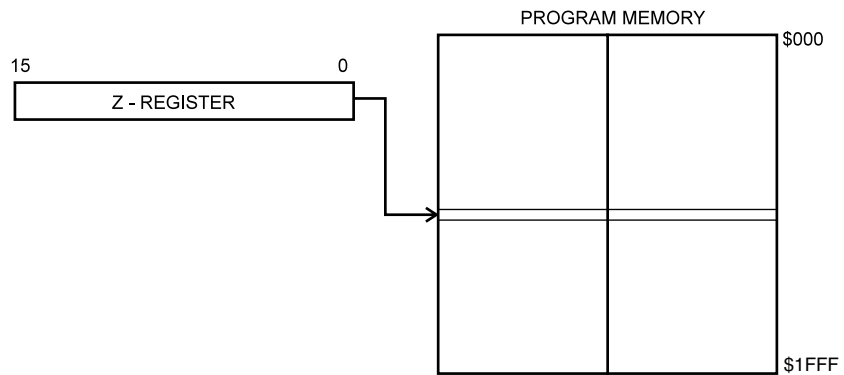 PROGRAM MEMORY
$000
15 0
Z - REGISTER
$1FFF